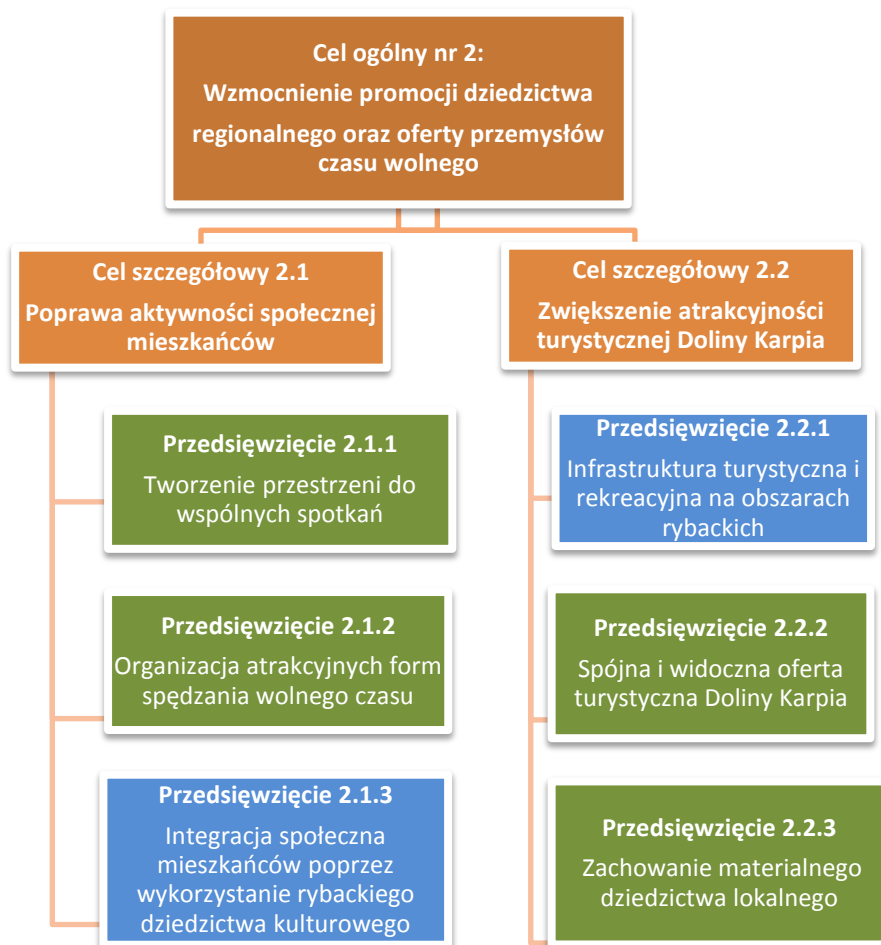 Cel ogólny nr 2:
Wzmocnienie promocji dziedzictwa
regionalnego oraz oferty przemysłów
czasu wolnego
Cel szczegółowy 2.1
Poprawa aktywności społecznej
mieszkańców
Przedsięwzięcie 2.1.1
Tworzenie przestrzeni do
wspólnych spotkań
Przedsięwzięcie 2.1.2
Organizacja atrakcyjnych form
spędzania wolnego czasu
Przedsięwzięcie 2.1.3
Integracja społeczna
mieszkańców poprzez
wykorzystanie rybackiego
dziedzictwa kulturowego
Cel szczegółowy 2.2
Zwiększenie atrakcyjności
turystycznej Doliny Karpia
Przedsięwzięcie 2.2.1
Infrastruktura turystyczna i
rekreacyjna na obszarach
rybackich
Przedsięwzięcie 2.2.2
Spójna i widoczna oferta
turystyczna Doliny Karpia
Przedsięwzięcie 2.2.3
Zachowanie materialnego
dziedzictwa lokalnego